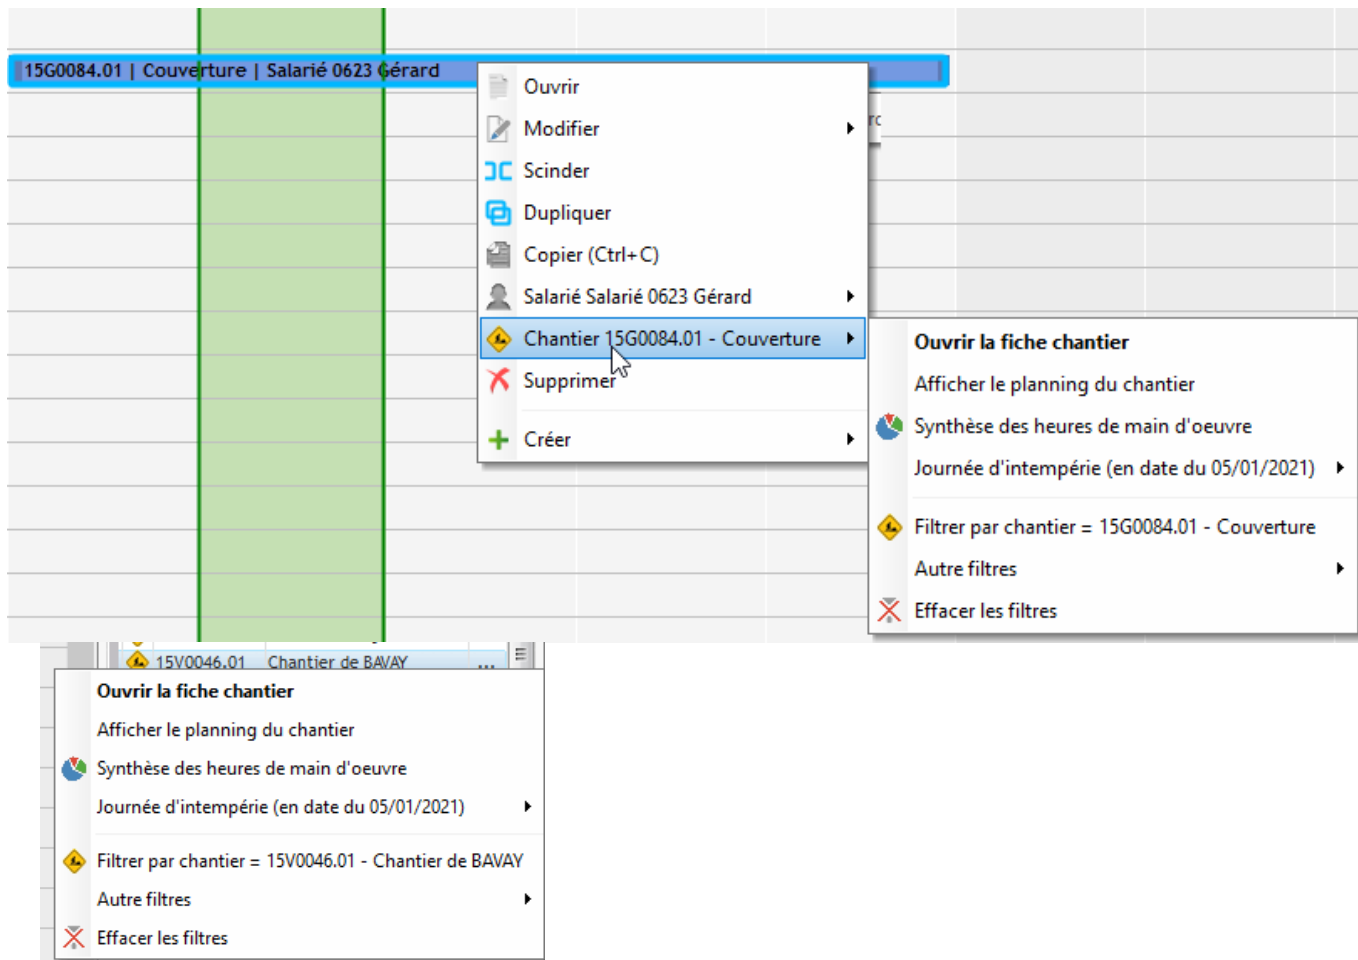 15G0084.01 | Couverture | Salarié 0623 Gérard
Ouvrir
Modifier
Scinder
Dupliquer
Copier (Ctrl+C)
Salarié Salarié 0623 Gérard
Chantier 15G0084.01 - Couverture
Supprimer
Créer
Ouvrir la fiche chantier
Afficher le planning du chantier
Synthèse des heures de main d'oeuvre
Journée d'intempérie (en date du 05/01/2021)
Filtrer par chantier = 15G0084.01 - Couverture
Autre filtres
Effacer les filtres
15V0046.01 Chantier de BAVAY ...
Ouvrir la fiche chantier
Afficher le planning du chantier
Synthèse des heures de main d'oeuvre
Journée d'intempérie (en date du 05/01/2021)
Filtrer par chantier = 15V0046.01 - Chantier de BAVAY
Autre filtres
Effacer les filtres